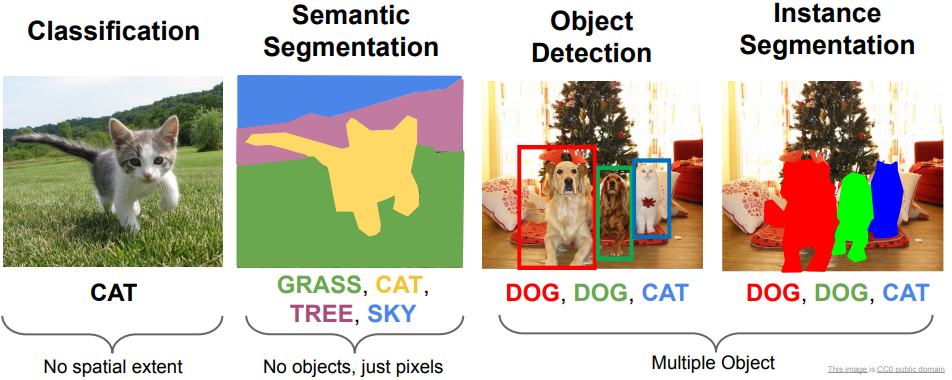 Classification
Semantic
Segmentation
Object
Detection
Instance
Segmentation
CAT
GRASS, CAT,
TREE, SKY
DOG, DOG, CAT
DOG, DOG, CAT
No spatial extent
No objects, just pixels
Multiple Object
This image is CC0 public domain